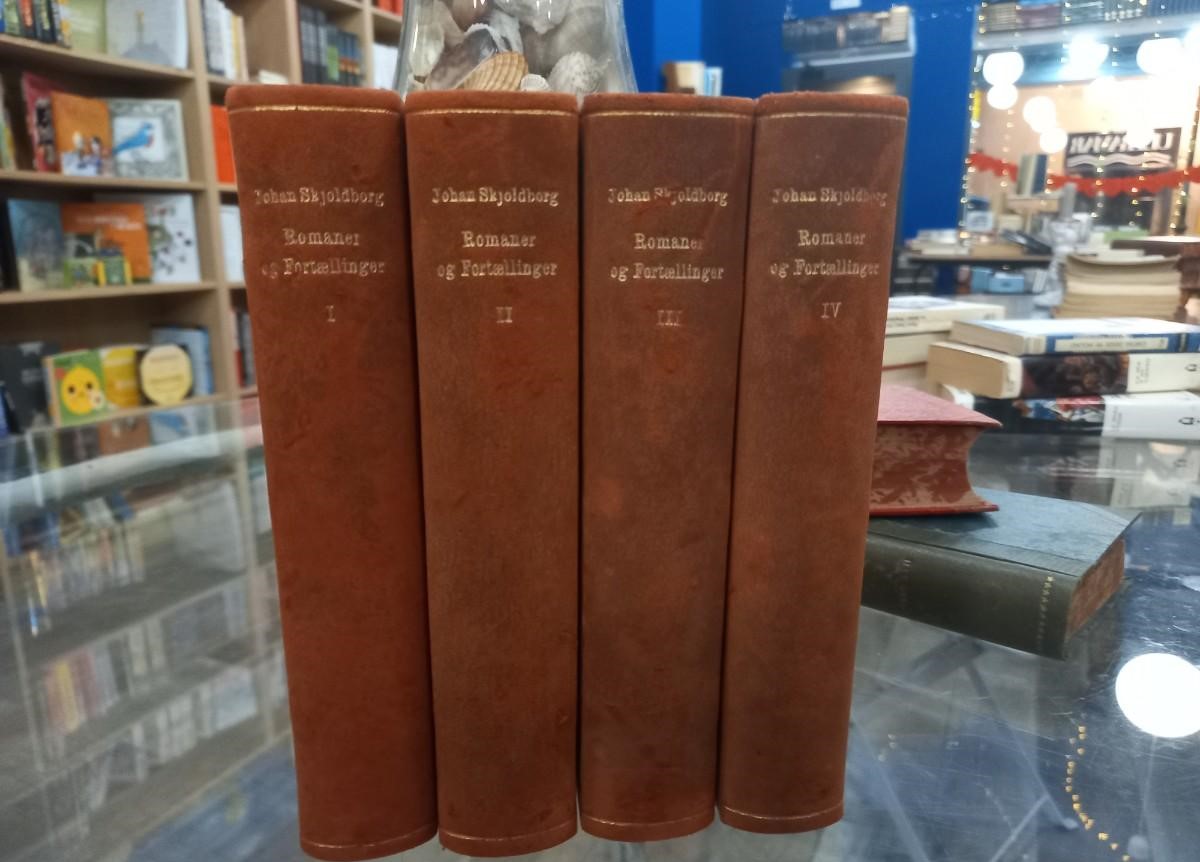 Johan Skjoldborg
Romaner
og Fortællinger
I
Johan Skjoldborg
Romaner
og Fortællinger
II
Johan Skjoldborg
Romaner
og Fortællinger
III
Johan Skjoldborg
Romaner
og Fortællinger
IV